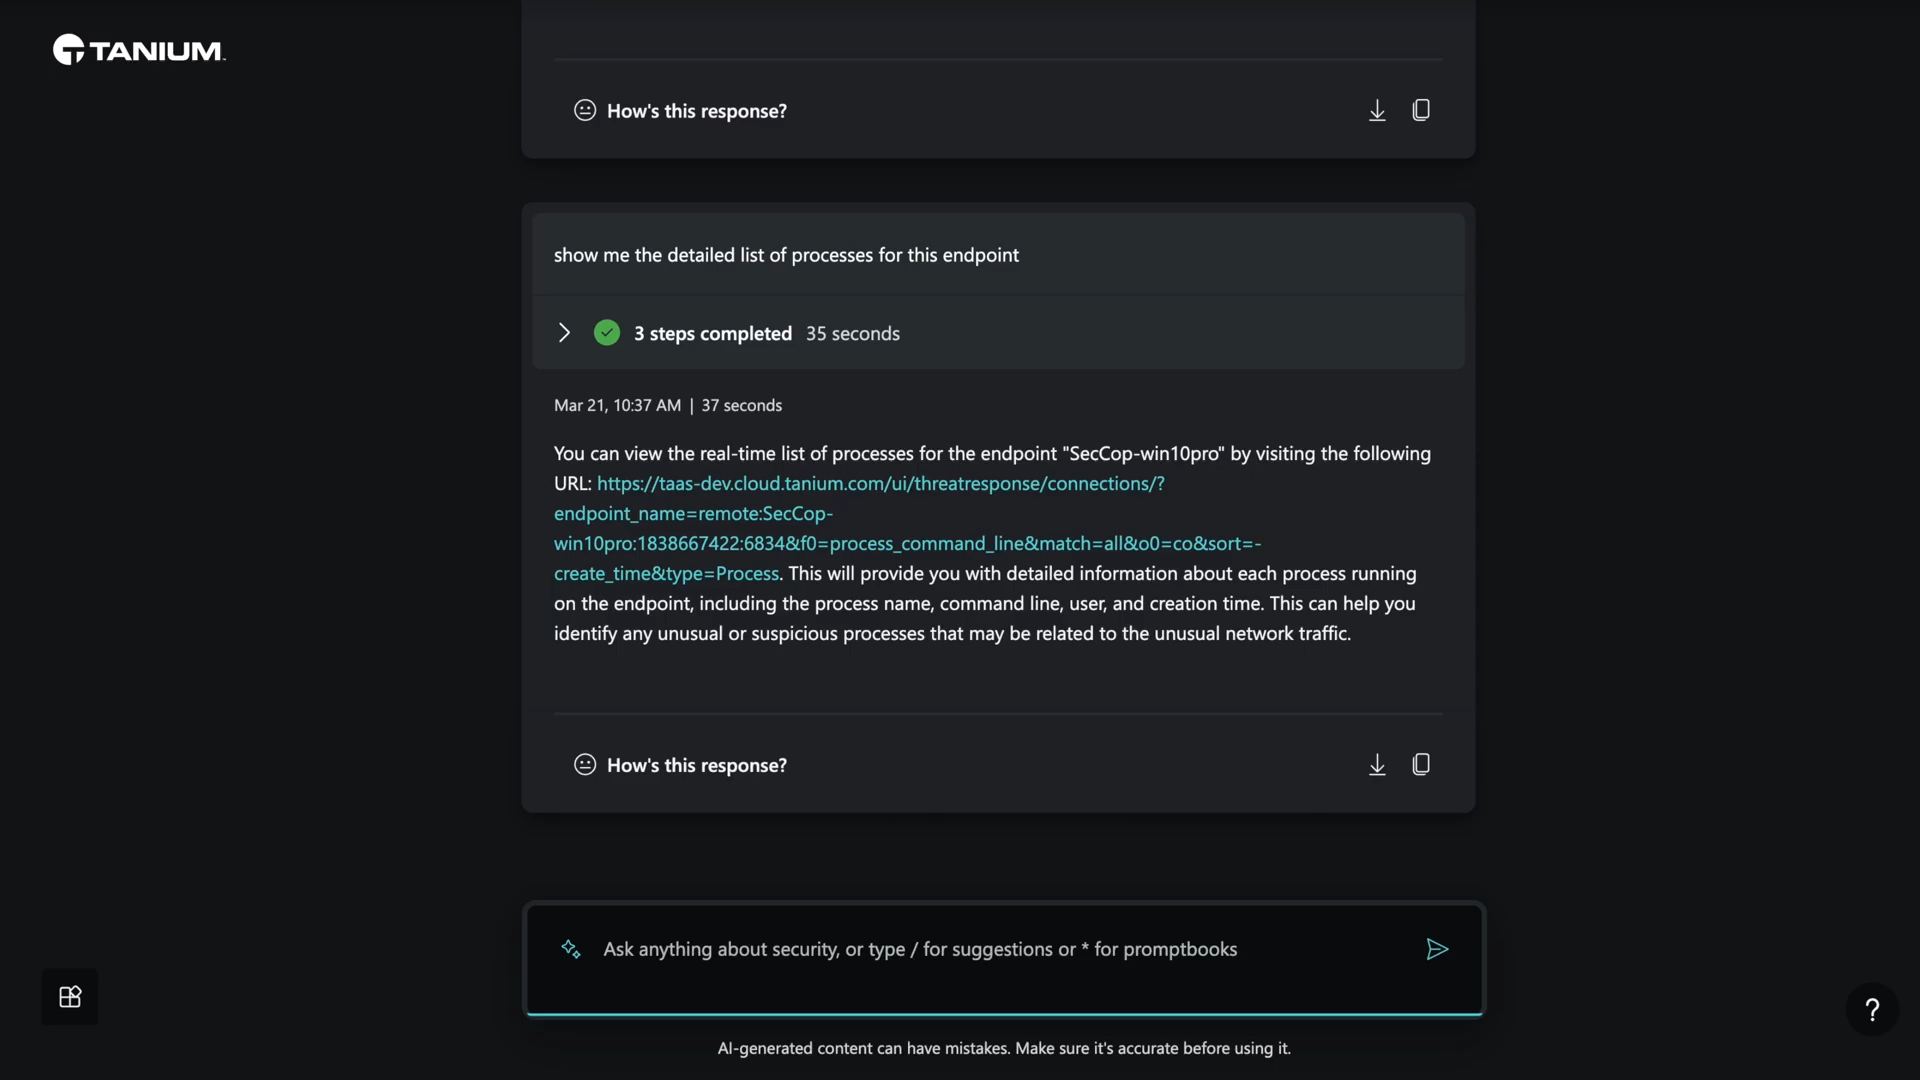 TANIUM
How's this response?
show me the detailed list of processes for this endpoint
3 steps completed 35 seconds
Mar 21, 10:37 AM | 37 seconds
You can view the real-time list of processes for the endpoint "SecCop-win10pro" by visiting the following
URL: https://taas-dev.cloud.tanium.com/ui/threatresponse/connections/?
endpoint_name=remote:SecCop-
win10pro:1838667422:6834&f0=process_command_line&match=all&o0=co&sort=-
create_time&type=Process. This will provide you with detailed information about each process running
on the endpoint, including the process name, command line, user, and creation time. This can help you
identify any unusual or suspicious processes that may be related to the unusual network traffic.
How's this response?
Ask anything about security, or type / for suggestions or * for promptbooks
?
AI-generated content can have mistakes. Make sure it's accurate before using it.